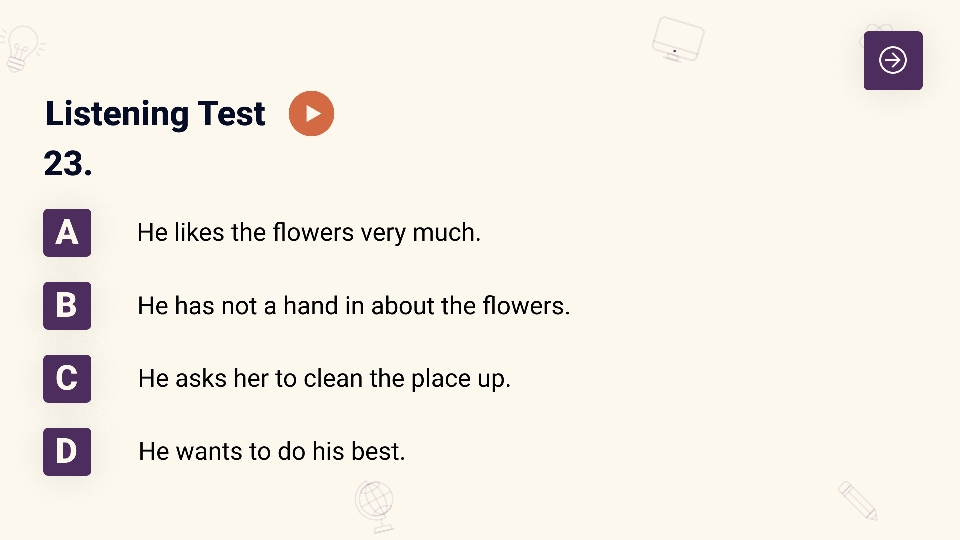 Listening Test
23.
A He likes the flowers very much.
B He has not a hand in about the flowers.
C He asks her to clean the place up.
D He wants to do his best.